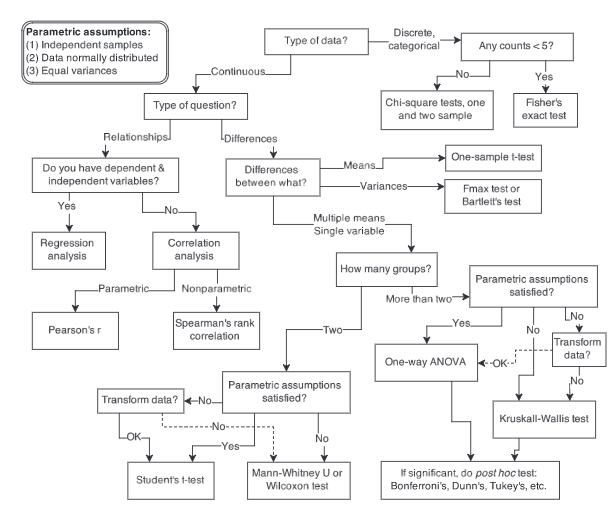 Parametric assumptions:
(1) Independent samples
(2) Data normally distributed
(3) Equal variances
Type of data?
Discrete,
categorical
Any counts < 5?
Continuous
No
Yes
Type of question?
Chi-square tests, one
and two sample
Fisher's
exact test
Relationships
Differences
Do you have dependent &
independent variables?
Differences
between what?
Means
One-sample t-test
Variances
Fmax test or
Bartlett's test
Yes
No
Multiple means
Single variable
Regression
analysis
Correlation
analysis
How many groups?
Parametric assumptions
satisfied?
Parametric
Nonparametric
More than two
Pearson's r
Spearman's rank
correlation
Two
Yes
No
No
Transform
data?
One-way ANOVA
OK
No
Transform data?
No
Parametric assumptions
satisfied?
Kruskall-Wallis test
No
OK
Yes
No
Student's t-test
Mann-Whitney U or
Wilcoxon test
If significant, do post hoc test:
Bonferroni's, Dunn's, Tukey's, etc.